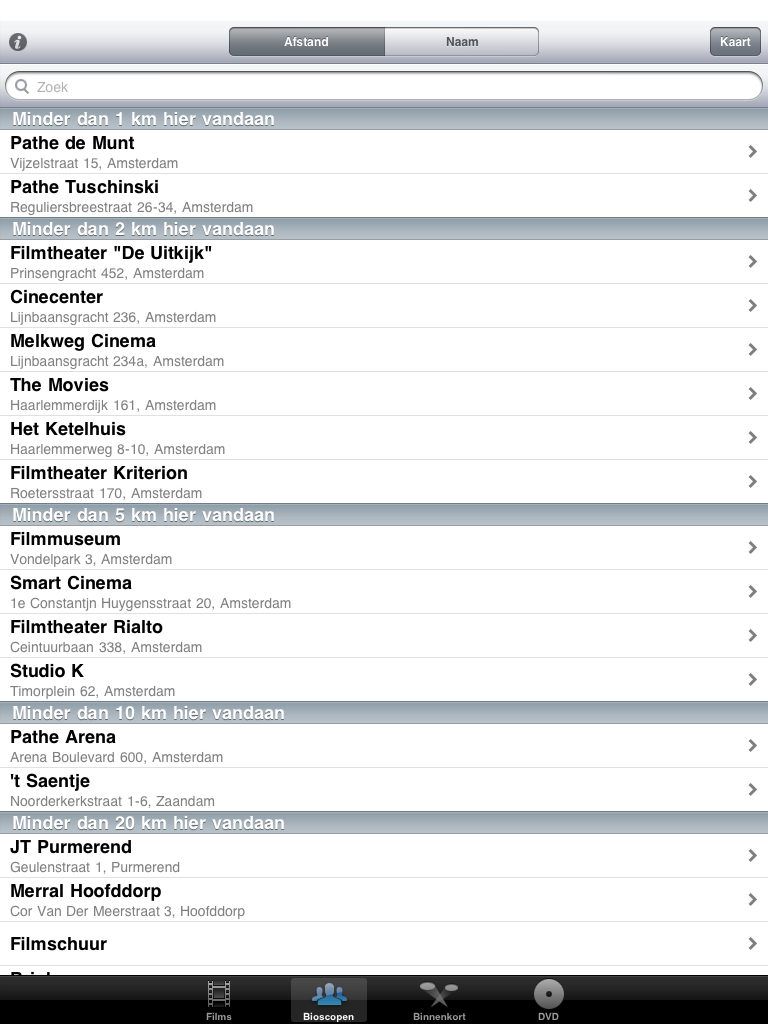 Afstand Naam Kaart
Zoek
Minder dan 1 km hier vandaan
Pathe de Munt
Vijzelstraat 15, Amsterdam
Pathe Tuschinski
Reguliersbreestraat 26-34, Amsterdam
Minder dan 2 km hier vandaan
Filmtheater "De Uitkijk"
Prinsengracht 452, Amsterdam
Cinecenter
Lijnbaansgracht 236, Amsterdam
Melkweg Cinema
Lijnbaansgracht 234a, Amsterdam
The Movies
Haarlemmerdijk 161, Amsterdam
Het Ketelhuis
Haarlemmerweg 8-10, Amsterdam
Filmtheater Kriterion
Roetersstraat 170, Amsterdam
Minder dan 5 km hier vandaan
Filmmuseum
Vondelpark 3, Amsterdam
Smart Cinema
1e Constantjn Huygensstraat 20, Amsterdam
Filmtheater Rialto
Ceintuurbaan 338, Amsterdam
Studio K
Timorplein 62, Amsterdam
Minder dan 10 km hier vandaan
Pathe Arena
Arena Boulevard 600, Amsterdam
't Saentje
Noorderkerkstraat 1-6, Zaandam
Minder dan 20 km hier vandaan
JT Purmerend
Geulenstraat 1, Purmerend
Merral Hoofddorp
Cor Van Der Meerstraat 3, Hoofddorp
Filmschuur
Films Bioscopen Binnenkort DVD